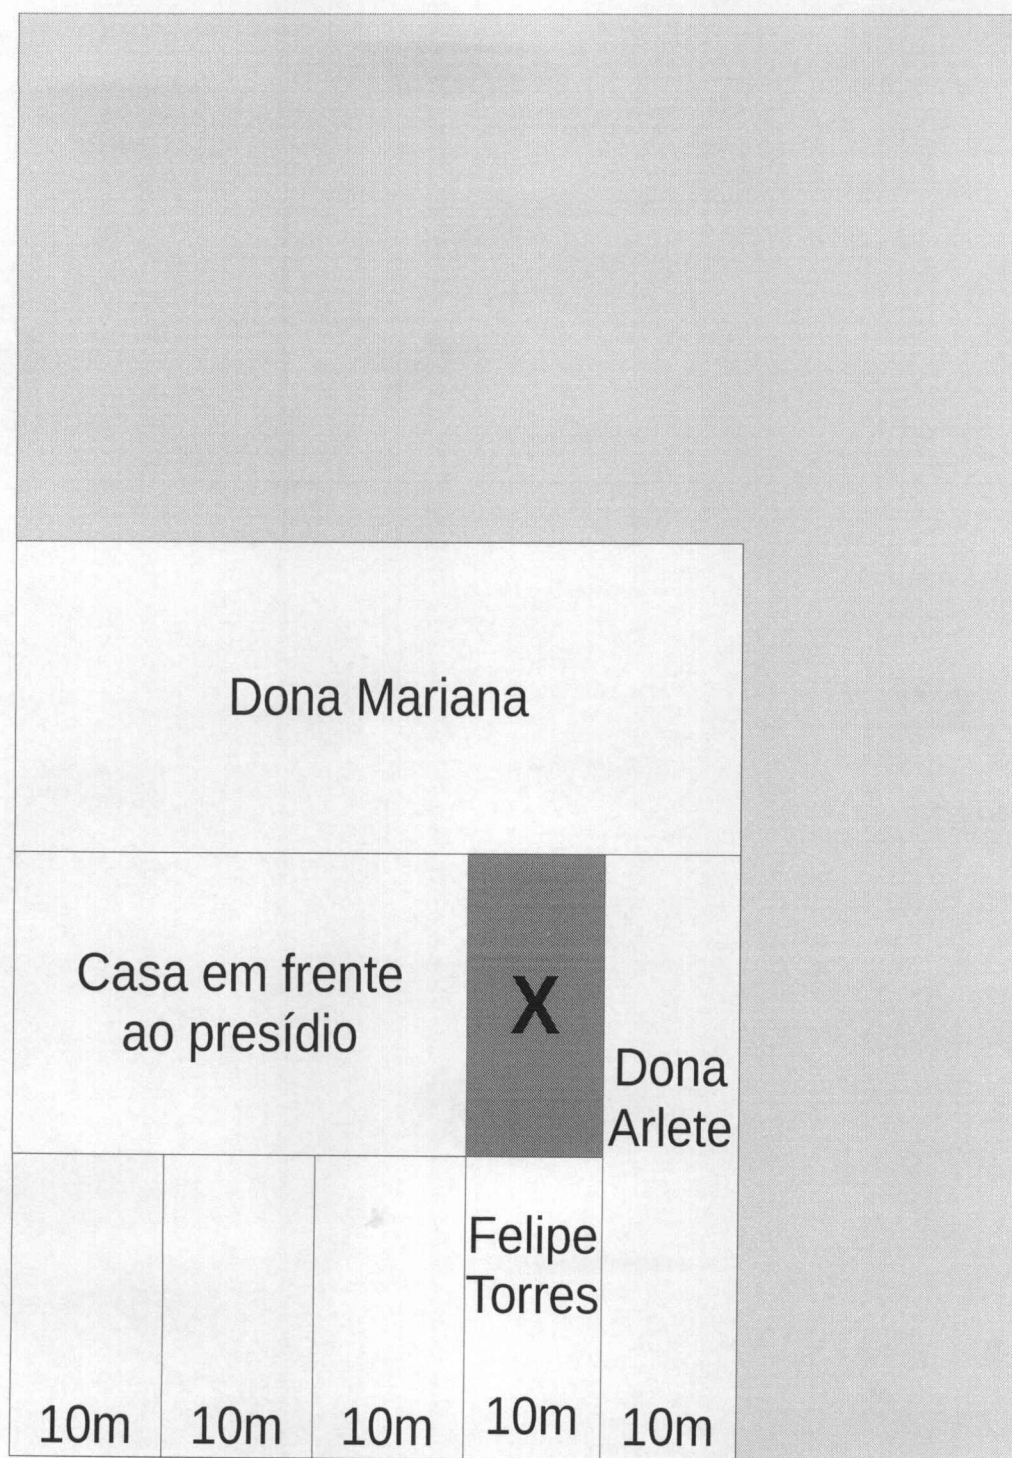 Dona Mariana
Casa em frente
ao presídio
X
Dona
Arlete
Felipe
Torres
10m
10m
10m
10m
10m